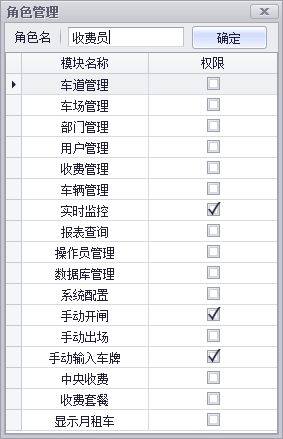 角色管理
角色名 收费员 确定
模块名称 权限
车道管理
车场管理
部门管理
用户管理
收费管理
车辆管理
实时监控
报表查询
操作员管理
数据库管理
系统配置
手动开闸
手动出场
手动输入车牌
中央收费
收费套餐
显示月租车